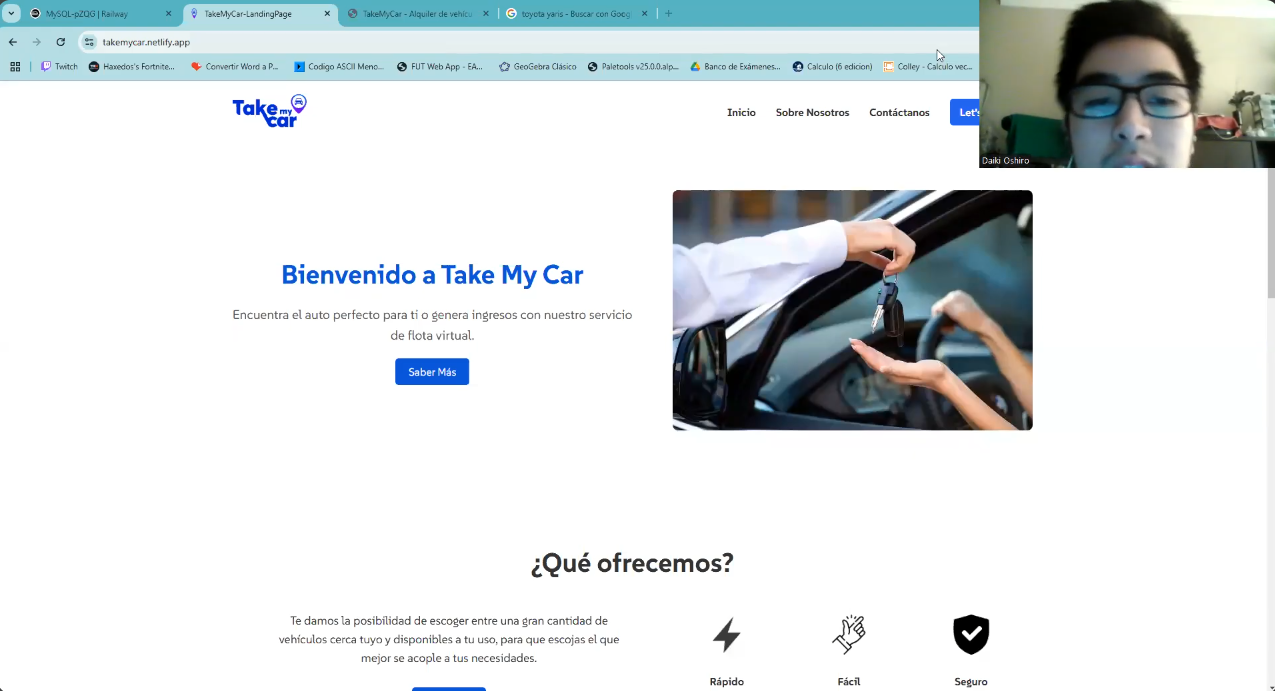 MySQL-pZQG | Railway
TakeMyCar-LandingPage
TakeMyCar - Alquiler de vehícu
toyota yaris - Buscar con Goog
takemycar.netlify.app
Twitch
Haxedos's Fortnite...
Convertir Word a P...
Codigo ASCII Meno...
FUT Web App - EA...
GeoGebra Clásico
Paletools v25.0.0.alp...
Banco de Exámenes...
Calculo (6 edicion)
Colley - Calculo vec...
Take my car
Inicio
Sobre Nosotros
Contáctanos
Let's
Daiki Oshiro
Bienvenido a Take My Car
Encuentra el auto perfecto para ti o genera ingresos con nuestro servicio
de flota virtual.
Saber Más
¿Qué ofrecemos?
Te damos la posibilidad de escoger entre una gran cantidad de
vehículos cerca tuyo y disponibles a tu uso, para que escojas el que
mejor se acople a tus necesidades.
Rápido
Fácil
Seguro